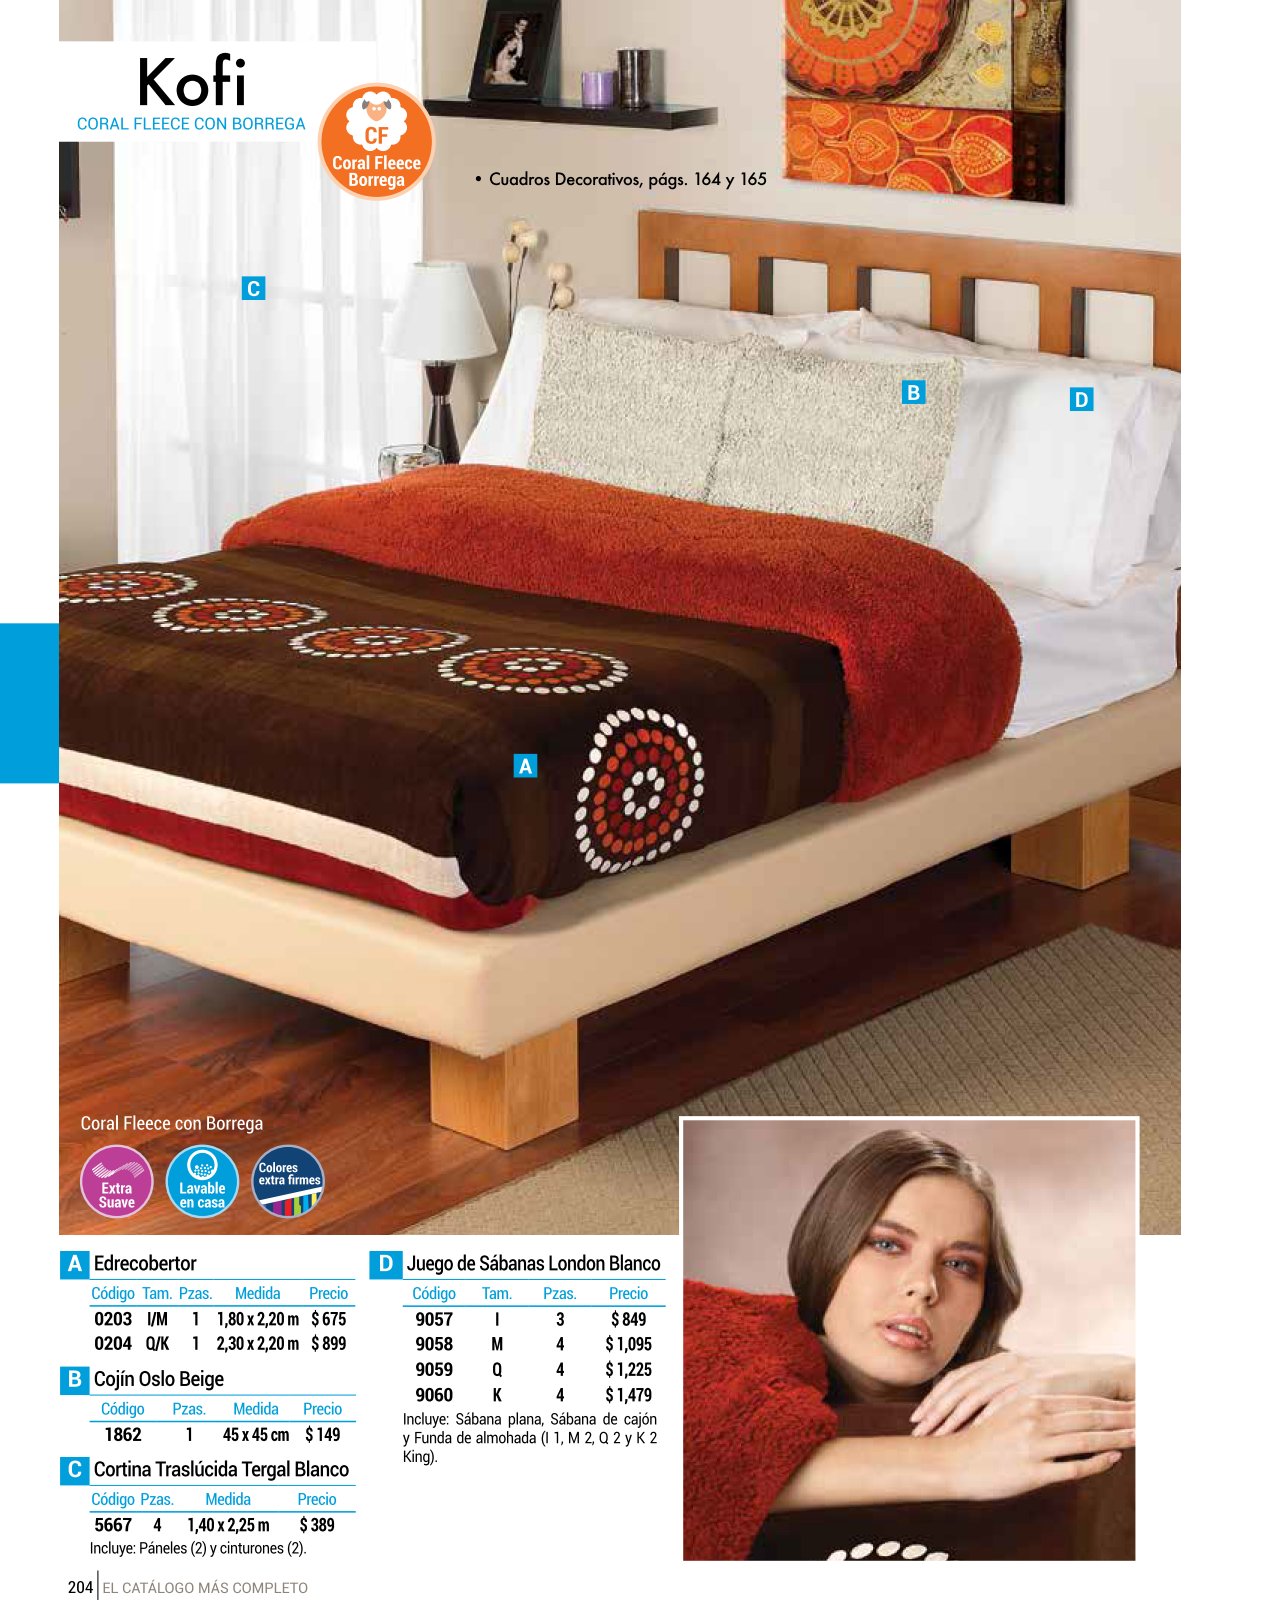 Kofi
CORAL FLEECE CON BORREGA
CF
Coral Fleece
Borrega
• Cuadros Decorativos, págs. 164 y 165
C
B
D
A
Coral Fleece con Borrega
Extra
Suave
Lavable
en casa
Colores
extra firmes
A Edrecobertor
Código Tam. Pzas. Medida Precio
0203 I/M 1 1,80 x 2,20 m $ 675
0204 Q/K 1 2,30 x 2,20 m $ 899
B Cojín Oslo Beige
Código Pzas. Medida Precio
1862 1 45 x 45 cm $ 149
C Cortina Traslúcida Tergal Blanco
Código Pzas. Medida Precio
5667 4 1,40 x 2,25 m $ 389
Incluye: Páneles (2) y cinturones (2).
D Juego de Sábanas London Blanco
Código Tam. Pzas. Precio
9057 I 3 $ 849
9058 M 4 $ 1,095
9059 Q 4 $ 1,225
9060 K 4 $ 1,479
Incluye: Sábana plana, Sábana de cajón
y Funda de almohada (I 1, M 2, Q 2 y K 2
King).
204 EL CATÁLOGO MÁS COMPLETO